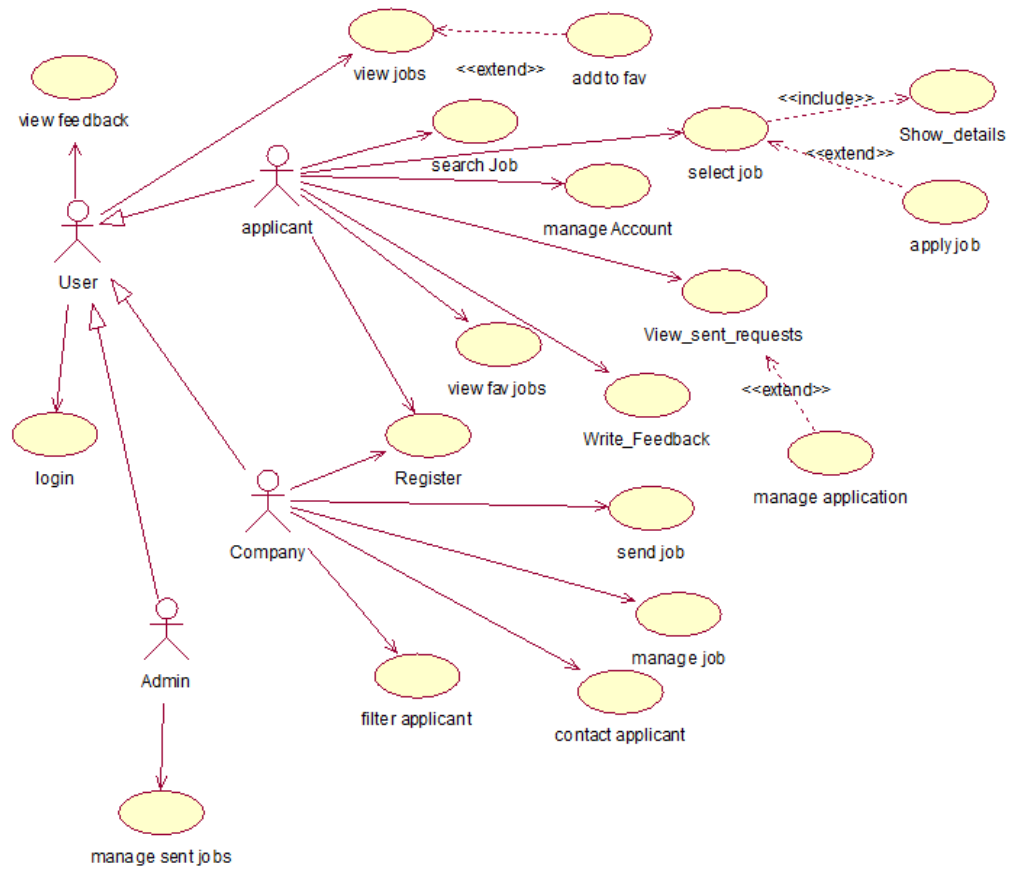 view jobs
<<extend>>
add to fav
view feedback
<<include>>
Show_details
search Job
select job
<<extend>>
applicant
manage Account
apply job
User
View_sent_requests
view fav jobs
<<extend>>
Write_Feedback
login
Register
manage application
Company
send job
manage job
Admin
filter applicant
contact applicant
manage sent jobs